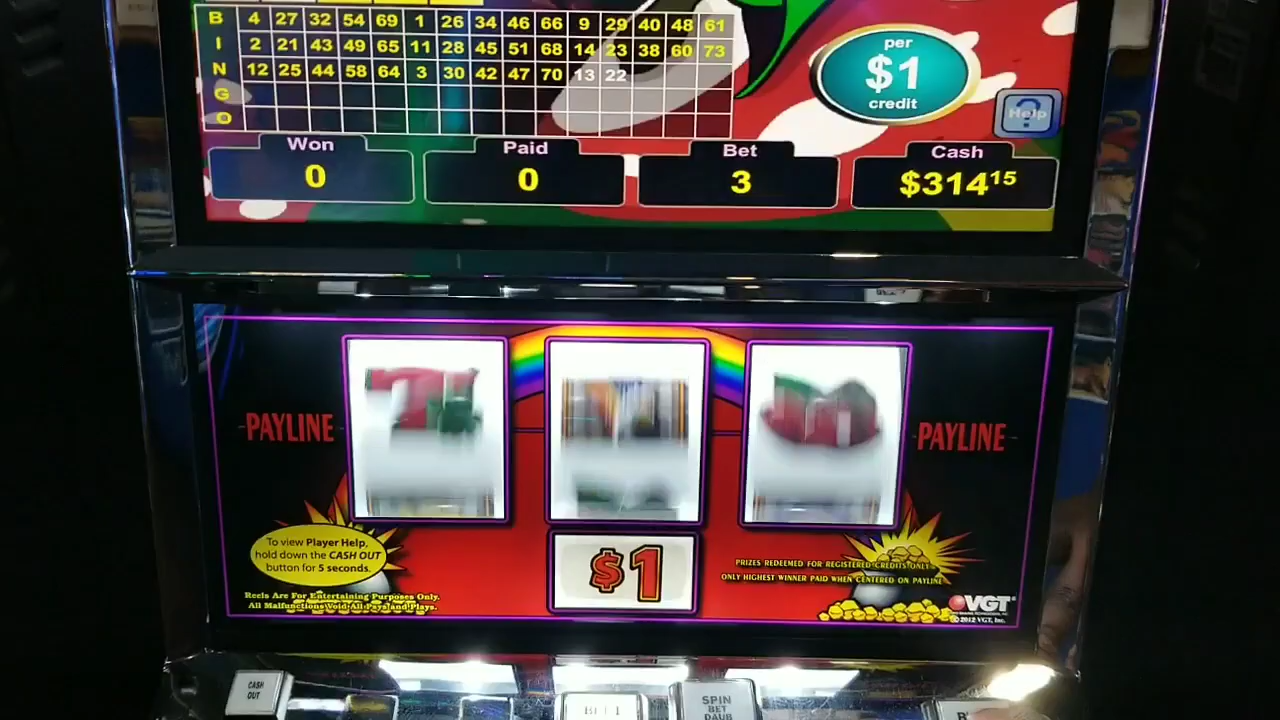 B 4 27 32 54 69 1 26 34 46 66 9 29 40 48 61
I 2 21 43 49 65 11 28 45 51 68 14 23 38 60 73
N 12 25 44 58 64 3 30 42 47 70 13 22
G
O
per
$1
credit
Help
Won Paid Bet Cash
0 0 3 $314 15
PAYLINE PAYLINE
To view Player Help,
hold down the CASH OUT
button for 5 seconds.
$1
PRIZES REDEEMED FOR REGISTERED CREDITS ONLY
ONLY HIGHEST WINNER PAID WHEN CENTERED ON PAYLINE
Reels Are For Entertaining Purposes Only.
All Malfunctions Void All Pays and Plays.
VGT
© 2012 VGT, Inc.
CASH
OUT
BET 1
SPIN
BET
DAUB